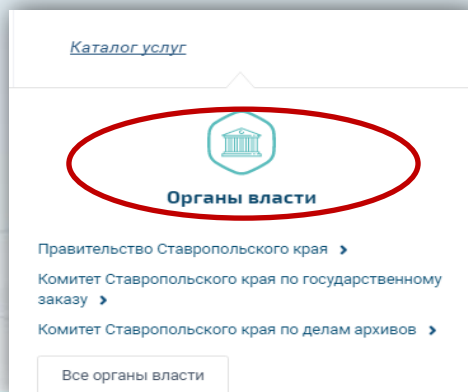 Каталог услуг
Органы власти
Правительство Ставропольского края
Комитет Ставропольского края по государственному
заказу
Комитет Ставропольского края по делам архивов
Все органы власти